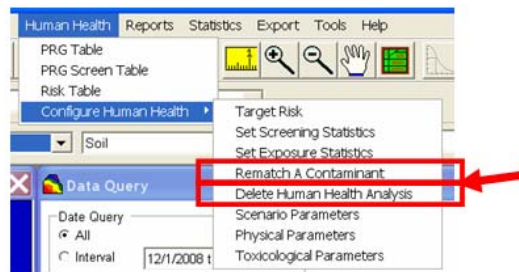 Human Health Reports Statistics Export Tools Help
PRG Table
PRG Screen Table
Risk Table
Configure Human Health
Target Risk
Soil
Set Screening Statistics
Set Exposure Statistics
Rematch A Contaminant
Data Query
Delete Human Health Analysis
Date Query
Scenario Parameters
All
Physical Parameters
Interval
12/1/2008 t
Toxicological Parameters